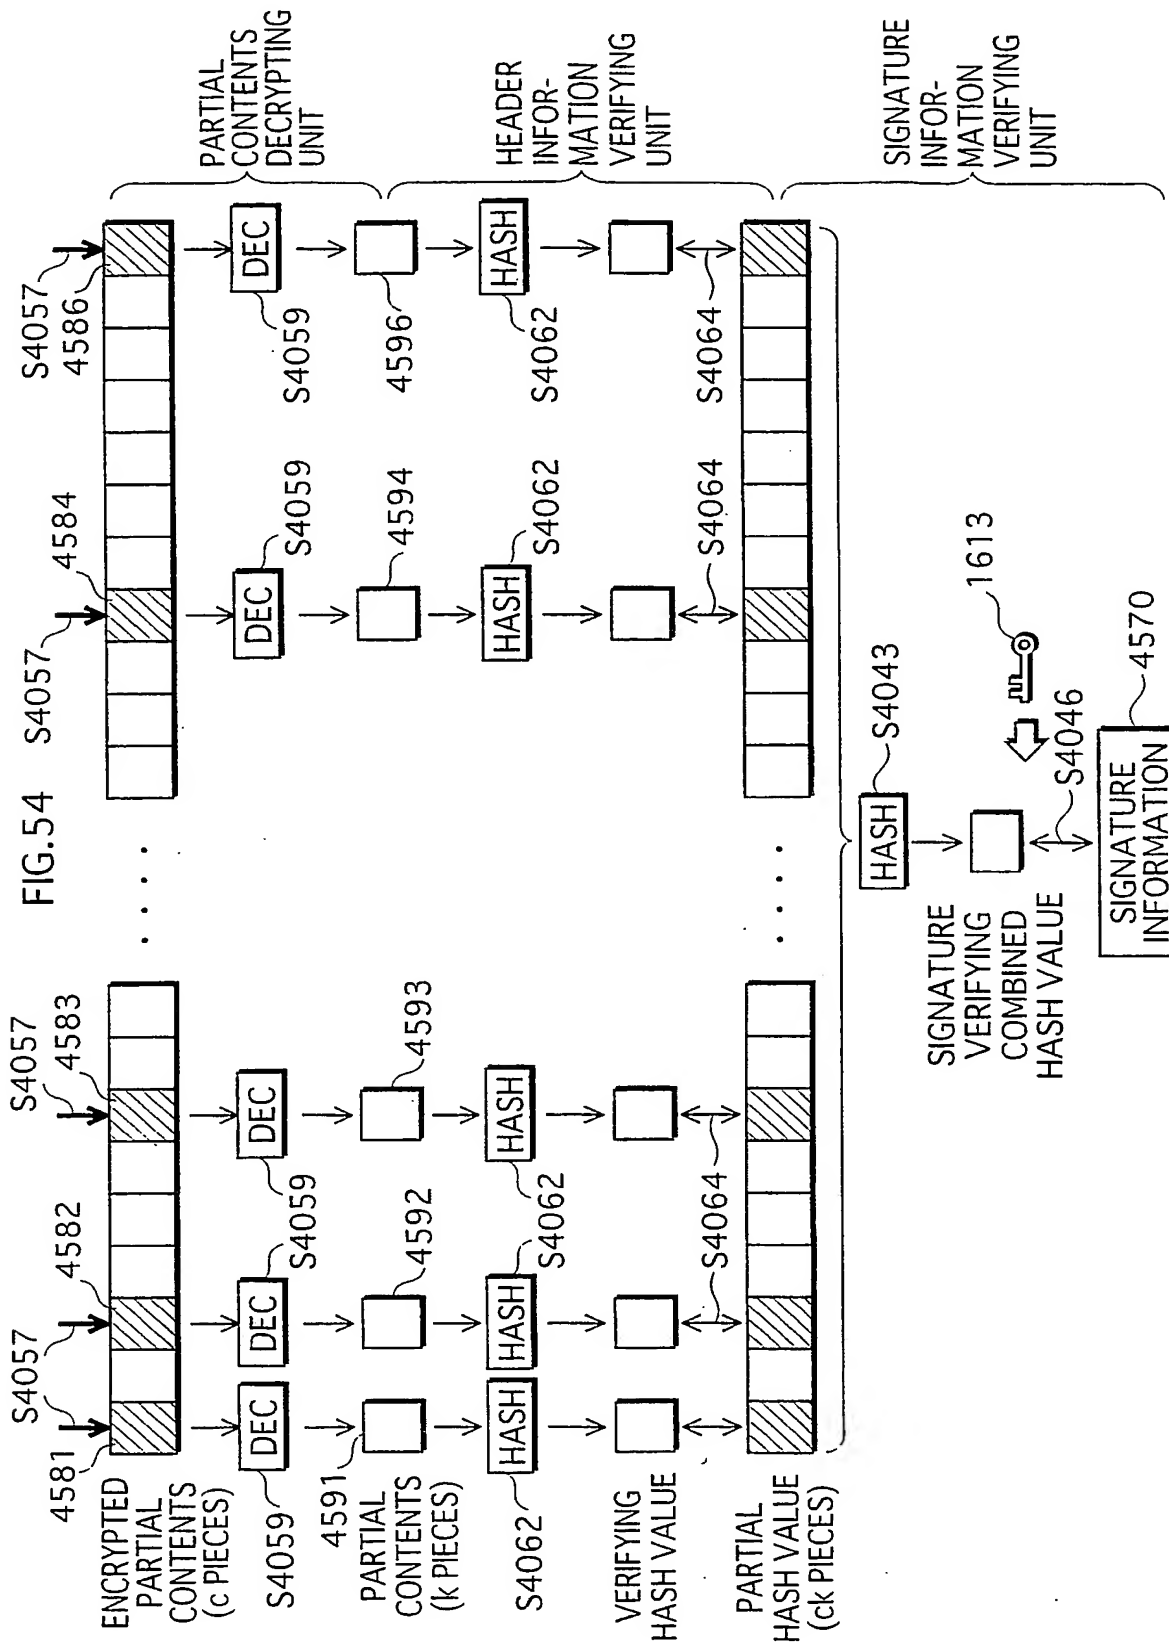 FIG.54
S4057
S4057
S4057
S4057
4581
4582
4583
4584
4586
ENCRYPTED
PARTIAL
CONTENTS
(c PIECES)
PARTIAL
CONTENTS
DECRYPTING
UNIT
DEC
DEC
DEC
DEC
DEC
S4059
S4059
S4059
S4059
S4059
4591
4592
4593
4594
4596
PARTIAL
CONTENTS
(k PIECES)
HEADER
INFOR-
MATION
VERIFYING
UNIT
HASH
HASH
HASH
HASH
HASH
S4062
S4062
S4062
S4062
S4062
VERIFYING
HASH VALUE
S4064
S4064
S4064
PARTIAL
HASH VALUE
(ck PIECES)
SIGNATURE
INFOR-
MATION
VERIFYING
UNIT
HASH
S4043
SIGNATURE
VERIFYING
COMBINED
HASH VALUE
1613
S4046
SIGNATURE
INFORMATION
4570